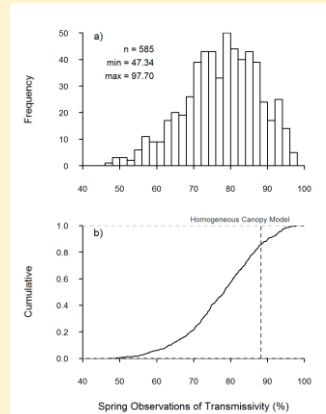 a)
n = 585
min = 47.34
max = 97.70
Frequency
50
40
30
20
10
0
40 50 60 70 80 90 100
Homogeneous Canopy Model
b)
Cumulative
1.0
0.8
0.6
0.4
0.2
0.0
40 50 60 70 80 90 100
Spring Observations of Transmissivity (%)